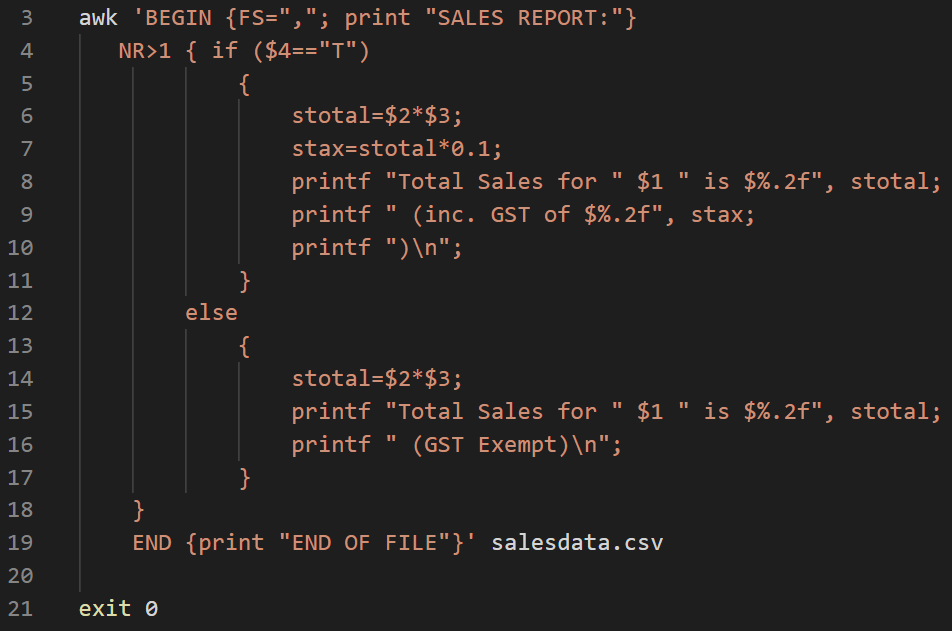 3 awk 'BEGIN {FS=","; print "SALES REPORT:"}
4 NR>1 { if ($4=="T")
5 {
6 stotal=$2*$3;
7 stax=stotal*0.1;
8 printf "Total Sales for " $1 " is $%.2f", stotal;
9 printf " (inc. GST of $%.2f", stax;
10 printf ")\n";
11 }
12 else
13 {
14 stotal=$2*$3;
15 printf "Total Sales for " $1 " is $%.2f", stotal;
16 printf " (GST Exempt)\n";
17 }
18 }
19 END {print "END OF FILE"}' salesdata.csv
20
21 exit 0